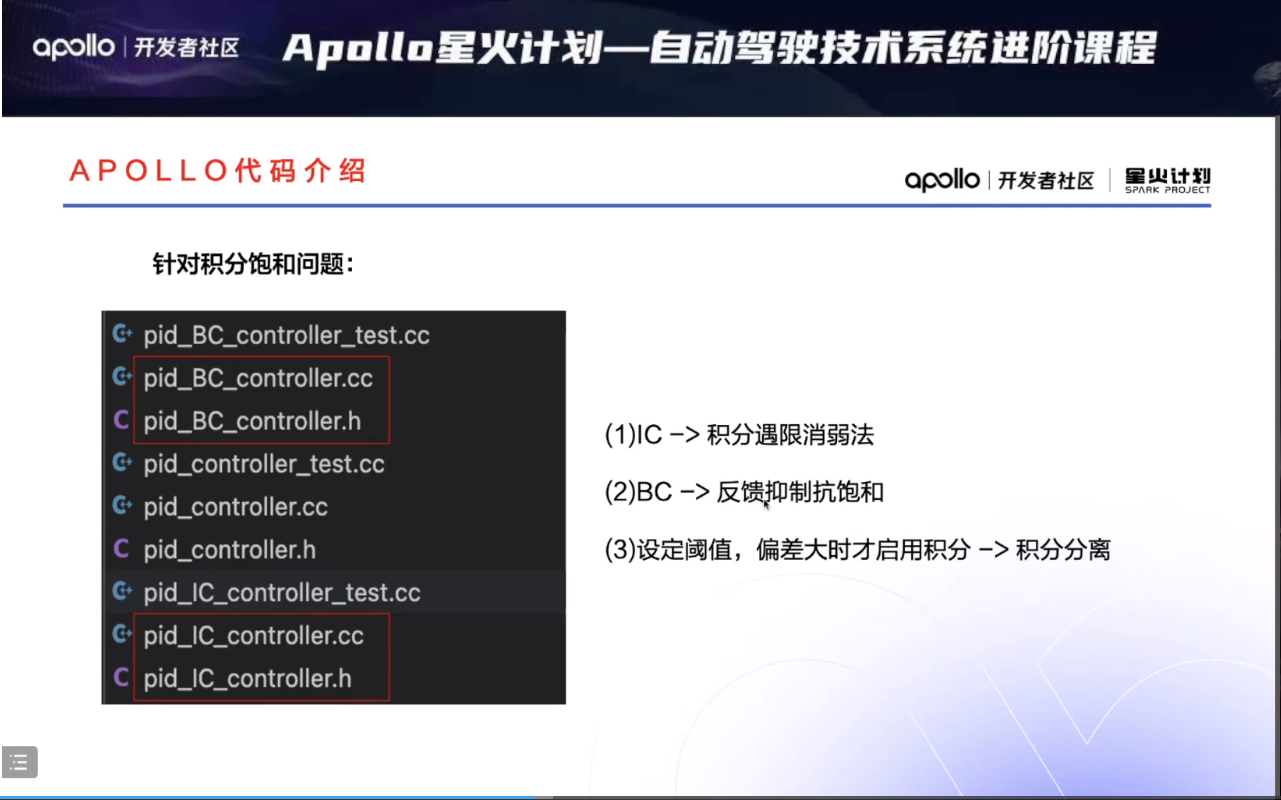 apollo | 开发者社区
Apollo星火计划—自动驾驶技术系统进阶课程
APOLLO代码介绍
apollo | 开发者社区 | 星火计划
SPARK PROJECT
针对积分饱和问题：
pid_BC_controller_test.cc
pid_BC_controller.cc
pid_BC_controller.h
pid_controller_test.cc
pid_controller.cc
pid_controller.h
pid_IC_controller_test.cc
pid_IC_controller.cc
pid_IC_controller.h
(1)IC –> 积分遇限消弱法
(2)BC –> 反馈抑制抗饱和
(3)设定阈值，偏差大时才启用积分 –> 积分分离